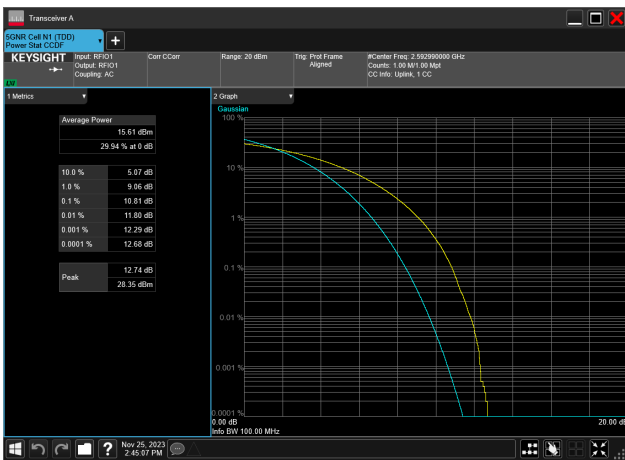 Transceiver A
5GNR Cell N1 (TDD)
Power Stat CCDF
KEYSIGHT
Input: RFIO1
Output: RFIO1
Coupling: AC
Corr CCorr
Range: 20 dBm
Trig: Prot Frame
Aligned
#Center Freq: 2.592990000 GHz
Counts: 1.00 M/1.00 Mpt
CC Info: Uplink, 1 CC
LVI
1 Metrics
Average Power
15.61 dBm
29.94 % at 0 dB
10.0 % 5.07 dB
1.0 % 9.06 dB
0.1 % 10.81 dB
0.01 % 11.80 dB
0.001 % 12.29 dB
0.0001 % 12.68 dB
Peak
12.74 dB
28.35 dBm
2 Graph
Gaussian
100 %
10 %
1 %
0.1 %
0.01 %
0.001 %
0.0001 %
0.00 dB
20.00 dB
Info BW 100.00 MHz
Nov 25, 2023
2:45:07 PM